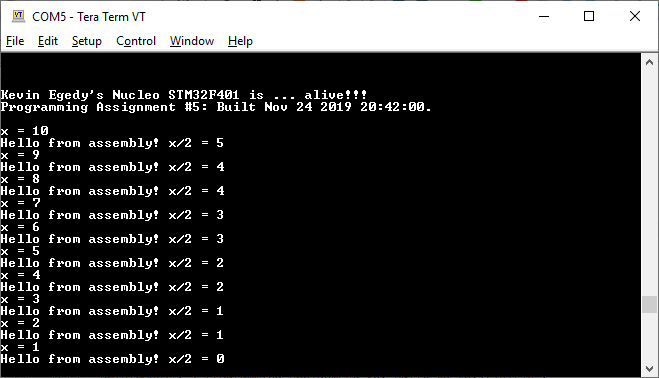 COM5 - Tera Term VT
File Edit Setup Control Window Help
Kevin Egedy's Nucleo STM32F401 is ... alive!!!
Programming Assignment #5: Built Nov 24 2019 20:42:00.
x = 10
Hello from assembly! x/2 = 5
x = 9
Hello from assembly! x/2 = 4
x = 8
Hello from assembly! x/2 = 4
x = 7
Hello from assembly! x/2 = 3
x = 6
Hello from assembly! x/2 = 3
x = 5
Hello from assembly! x/2 = 2
x = 4
Hello from assembly! x/2 = 2
x = 3
Hello from assembly! x/2 = 1
x = 2
Hello from assembly! x/2 = 1
x = 1
Hello from assembly! x/2 = 0